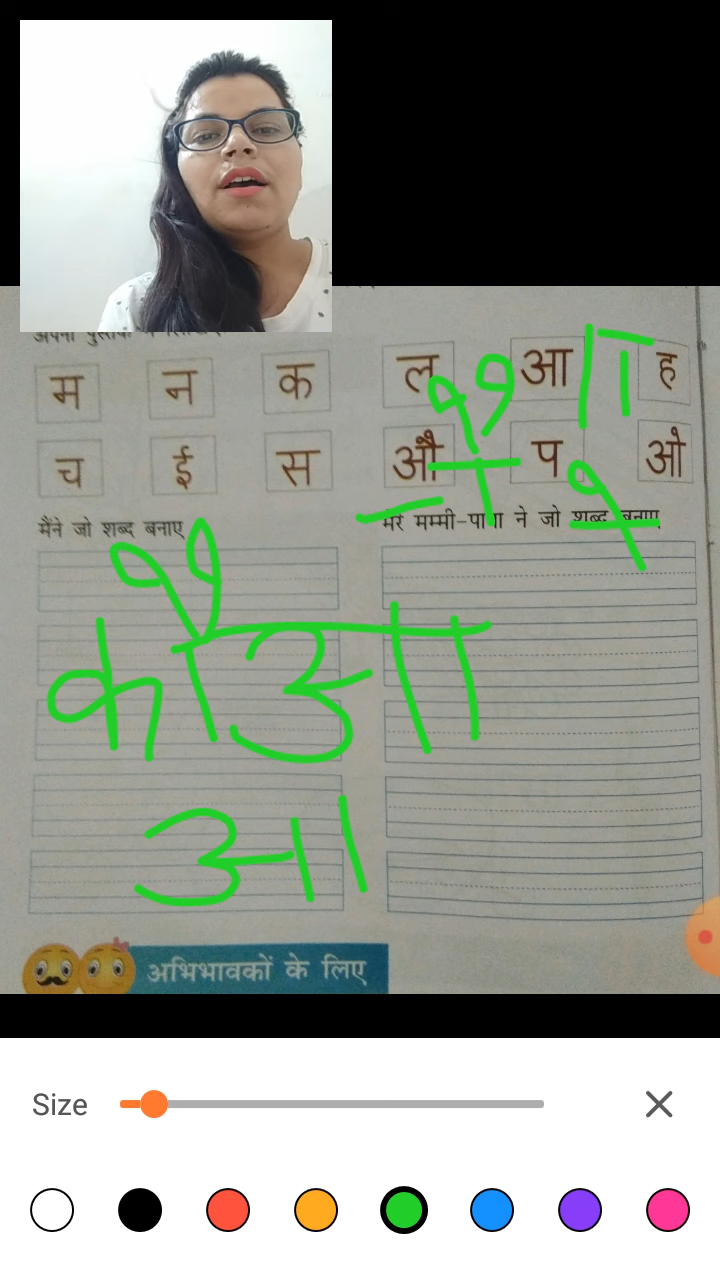 म न क ल आ ह
च ई स औ प ओ
मैंने जो शब्द बनाए
मेरे मम्मी-पापा ने जो शब्द बनाए
कौआ
आ
अभिभावकों के लिए
Size